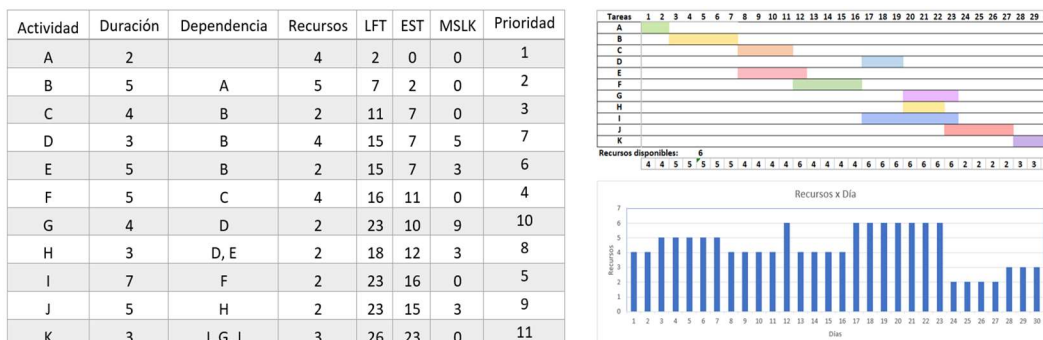 Actividad Duración Dependencia Recursos LFT EST MSLK Prioridad
A 2 4 2 0 0 1
B 5 A 5 7 2 0 2
C 4 B 2 11 7 0 3
D 3 B 4 15 7 5 7
E 5 B 2 15 7 3 6
F 5 C 4 16 11 0 4
G 4 D 2 23 10 9 10
H 3 D, E 2 18 12 3 8
I 7 F 2 23 16 0 5
J 5 H 2 23 15 3 9
K 3 I, G, J 3 26 23 0 11
Tareas 1 2 3 4 5 6 7 8 9 10 11 12 13 14 15 16 17 18 19 20 21 22 23 24 25 26 27 28 29
A
B
C
D
E
F
G
H
I
J
K
Recursos disponibles: 6
4 4 5 5 5 5 5 4 4 4 4 6 4 4 4 4 6 6 6 6 6 6 6 2 2 2 2 3 3
Recursos x Día
7
6
5
4
3
2
1
0
Recursos
1 2 3 4 5 6 7 8 9 10 11 12 13 14 15 16 17 18 19 20 21 22 23 24 25 26 27 28 29 30
Días